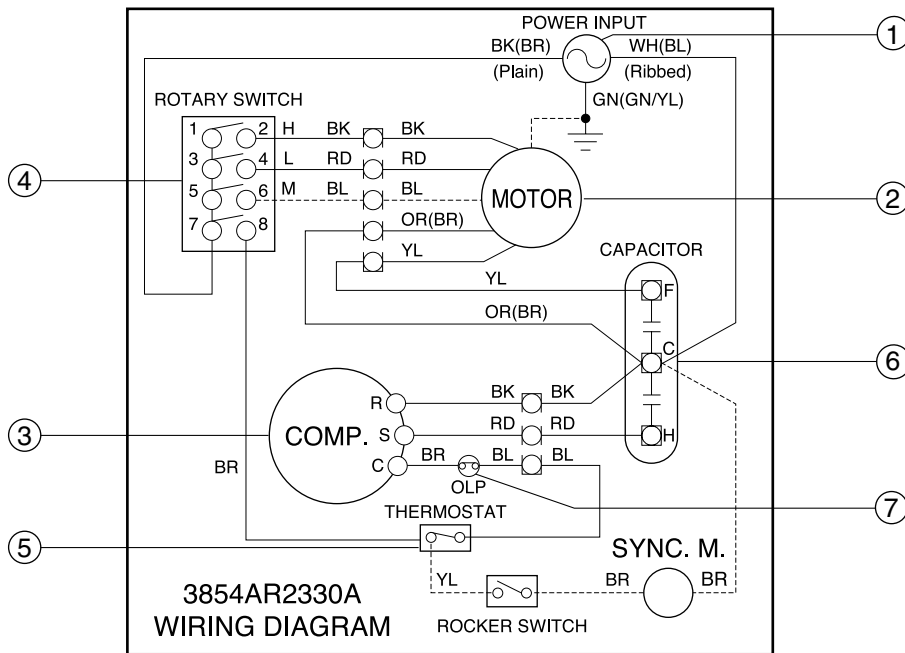 POWER INPUT
1
BK(BR)
WH(BL)
(Plain)
(Ribbed)
GN(GN/YL)
ROTARY SWITCH
1 2 H BK BK
3 4 L RD RD
4
5 6 M BL BL
MOTOR
2
7 8
OR(BR)
YL
CAPACITOR
YL
F
OR(BR)
C
6
R BK BK
3
COMP.
S RD RD
H
BR
C BR BL BL
OLP
7
THERMOSTAT
5
SYNC. M.
YL
BR
BR
3854AR2330A
WIRING DIAGRAM
ROCKER SWITCH